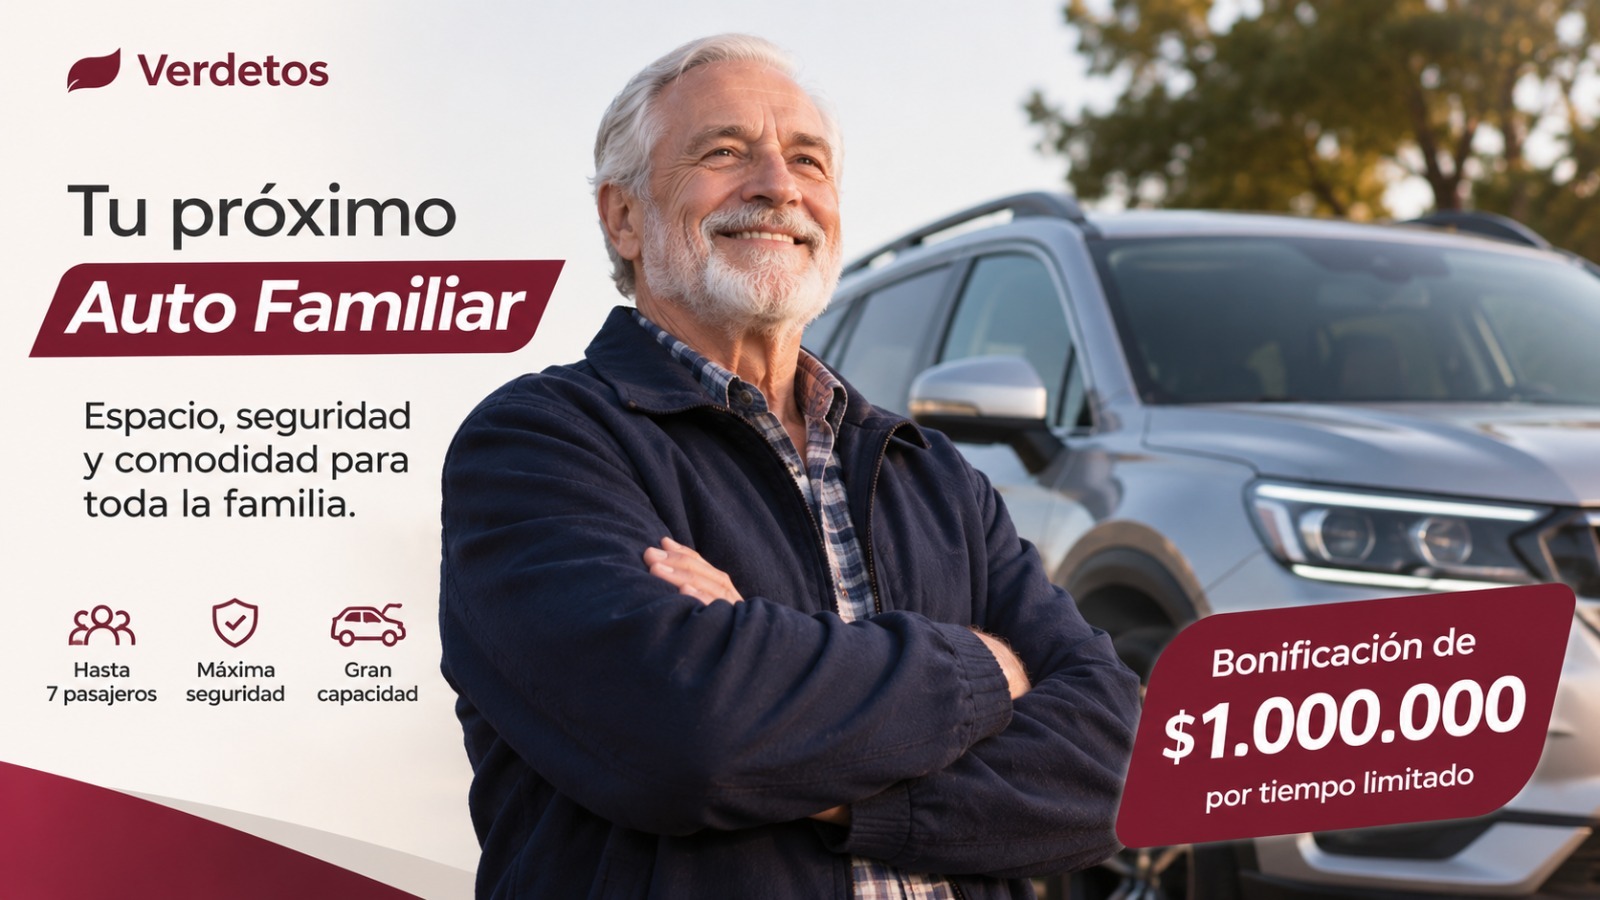 Verdetos
Tu próximo
Auto Familiar
Espacio, seguridad
y comodidad para
toda la familia.
Hasta
7 pasajeros
Máxima
seguridad
Gran
capacidad
Bonificación de
$1.000.000
por tiempo limitado